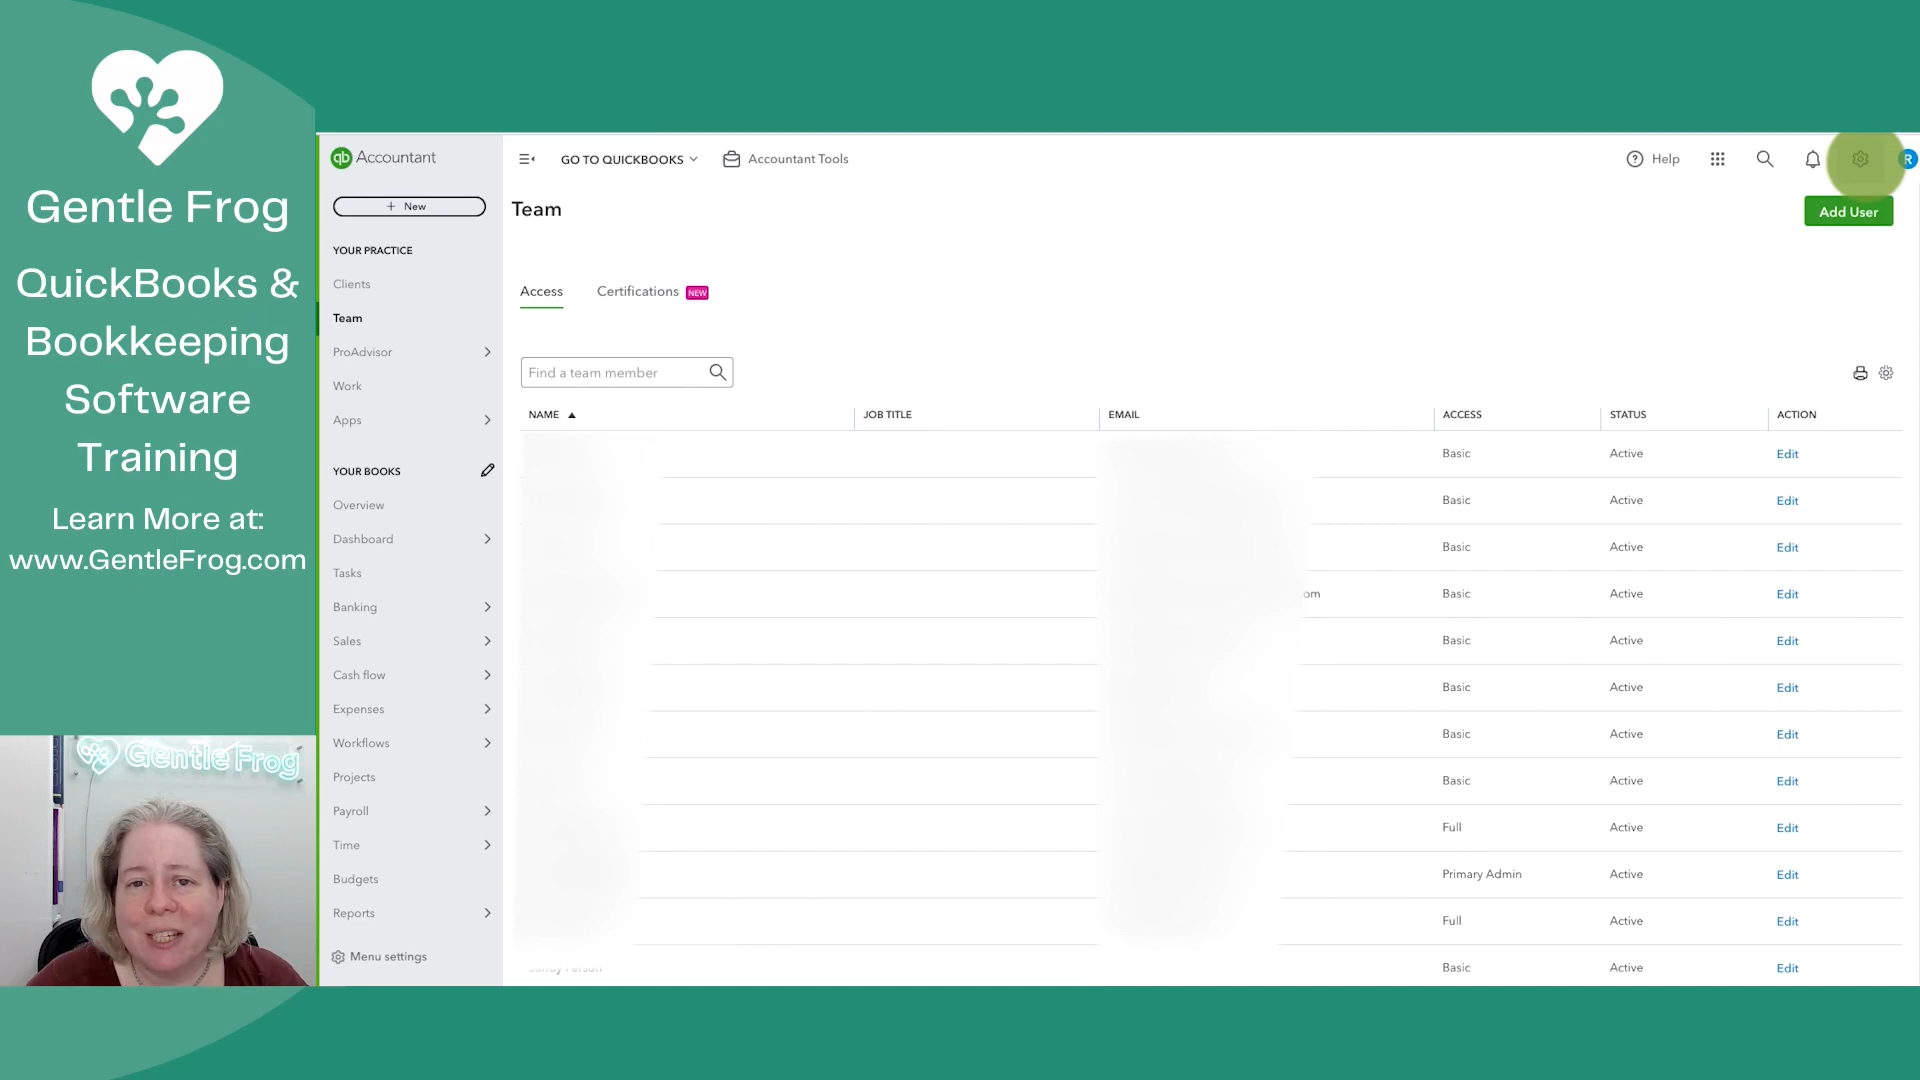 Gentle Frog
QuickBooks &
Bookkeeping
Software
Training
Learn More at:
www.GentleFrog.com
Gentle Frog
qb Accountant
GO TO QUICKBOOKS
Accountant Tools
Help
R
+ New
Team
Add User
YOUR PRACTICE
Clients
Team
ProAdvisor
Work
Apps
YOUR BOOKS
Overview
Dashboard
Tasks
Banking
Sales
Cash flow
Expenses
Workflows
Projects
Payroll
Time
Budgets
Reports
Menu settings
Access
Certifications NEW
Find a team member
NAME JOB TITLE EMAIL ACCESS STATUS ACTION
Basic Active Edit
Basic Active Edit
Basic Active Edit
om Basic Active Edit
Basic Active Edit
Basic Active Edit
Basic Active Edit
Basic Active Edit
Full Active Edit
Primary Admin Active Edit
Full Active Edit
Basic Active Edit